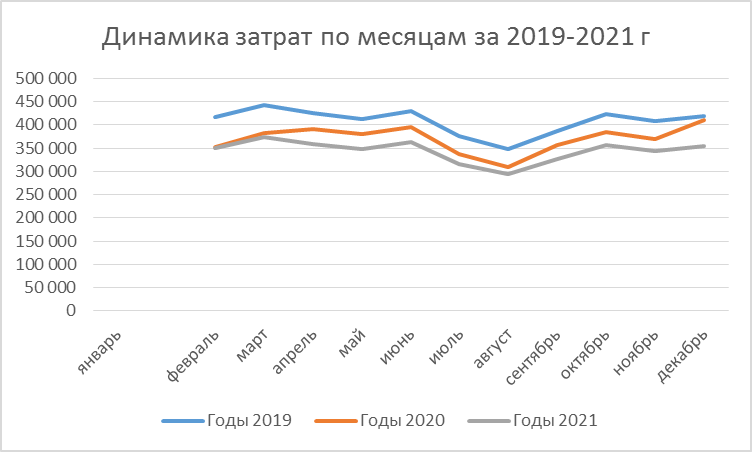 Динамика затрат по месяцам за 2019-2021 г
500 000
450 000
400 000
350 000
300 000
250 000
200 000
150 000
100 000
50 000
0
январь
февраль
март
апрель
май
июнь
июль
август
сентябрь
октябрь
ноябрь
декабрь
Годы 2019
Годы 2020
Годы 2021